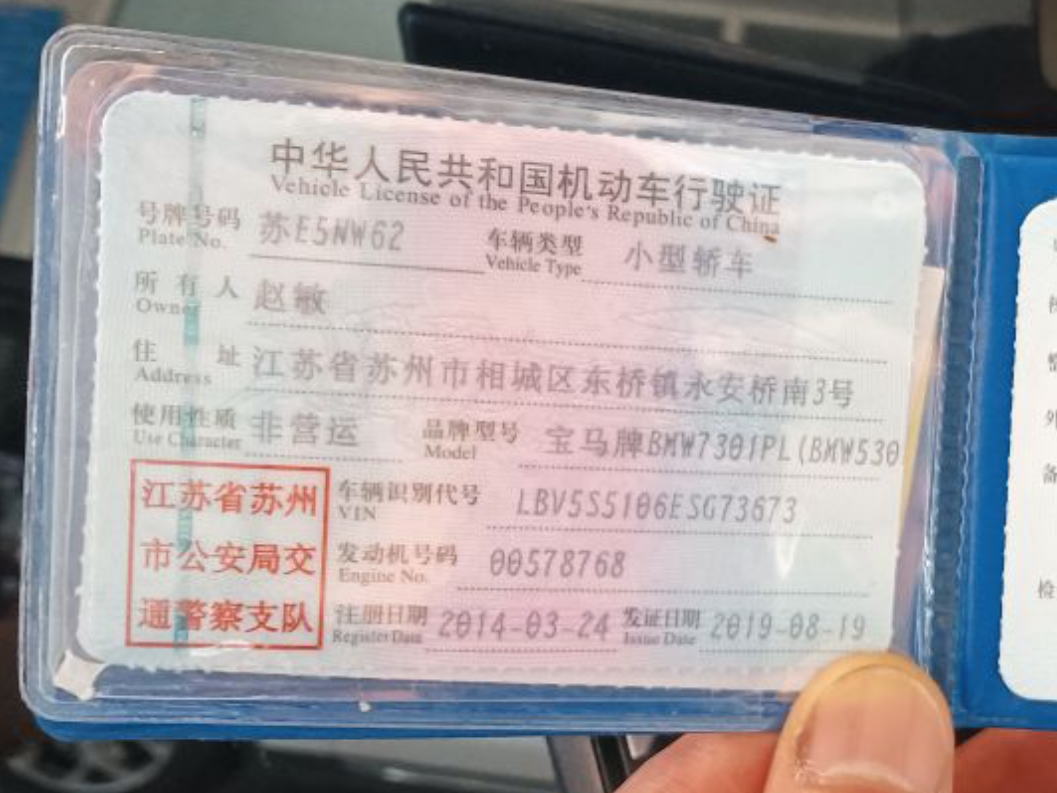 中华人民共和国机动车行驶证
Vehicle License of the People's Republic of China
号牌号码 苏E5NW62 车辆类型 小型轿车
Plate No. Vehicle Type
所有人 赵敏
Owner
住址 江苏省苏州市相城区东桥镇永安桥南3号
Address
使用性质 非营运 品牌型号 宝马牌BMW7301PL(BMW530
Use Character Model
江苏省苏州
市公安局交
通警察支队
车辆识别代号 LBV5S5106ESG73673
VIN
发动机号码 00578768
Engine No.
注册日期 2014-03-24 发证日期 2019-08-19
Register Date Issue Date